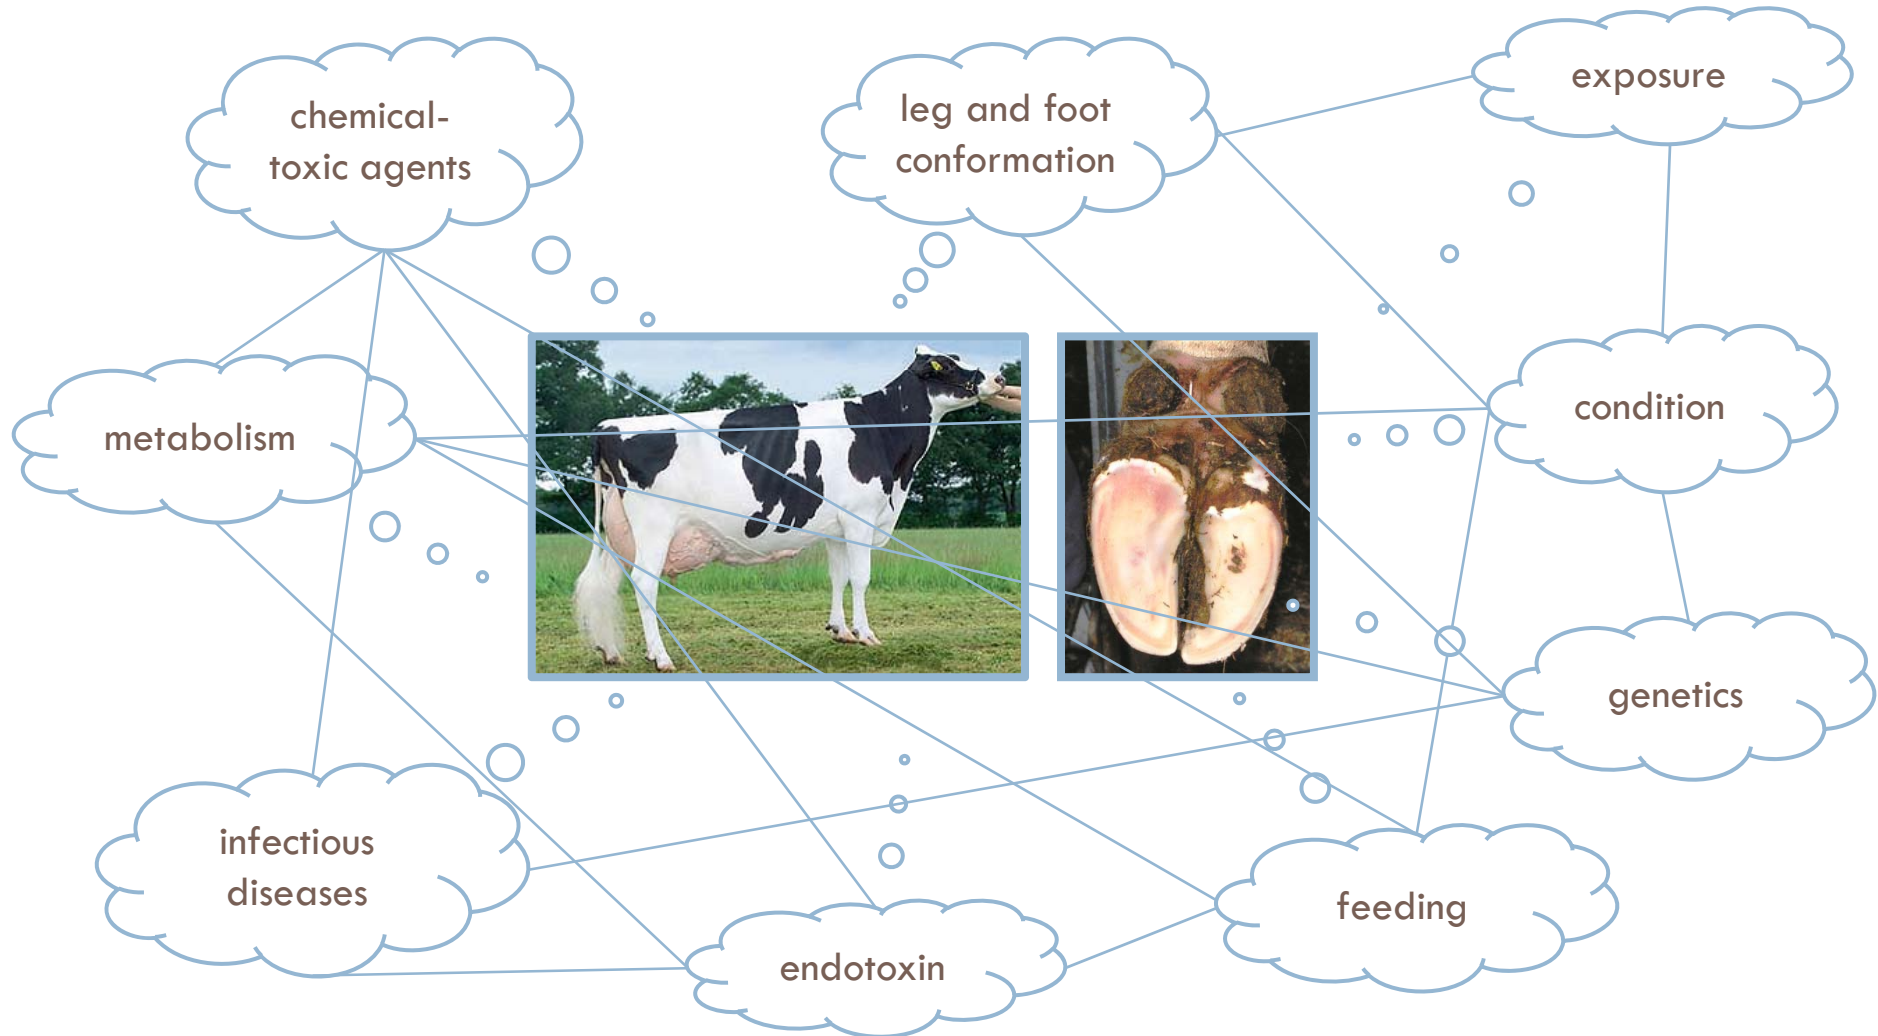 chemical-
toxic agents
leg and foot
conformation
exposure
metabolism
condition
genetics
infectious
diseases
feeding
endotoxin